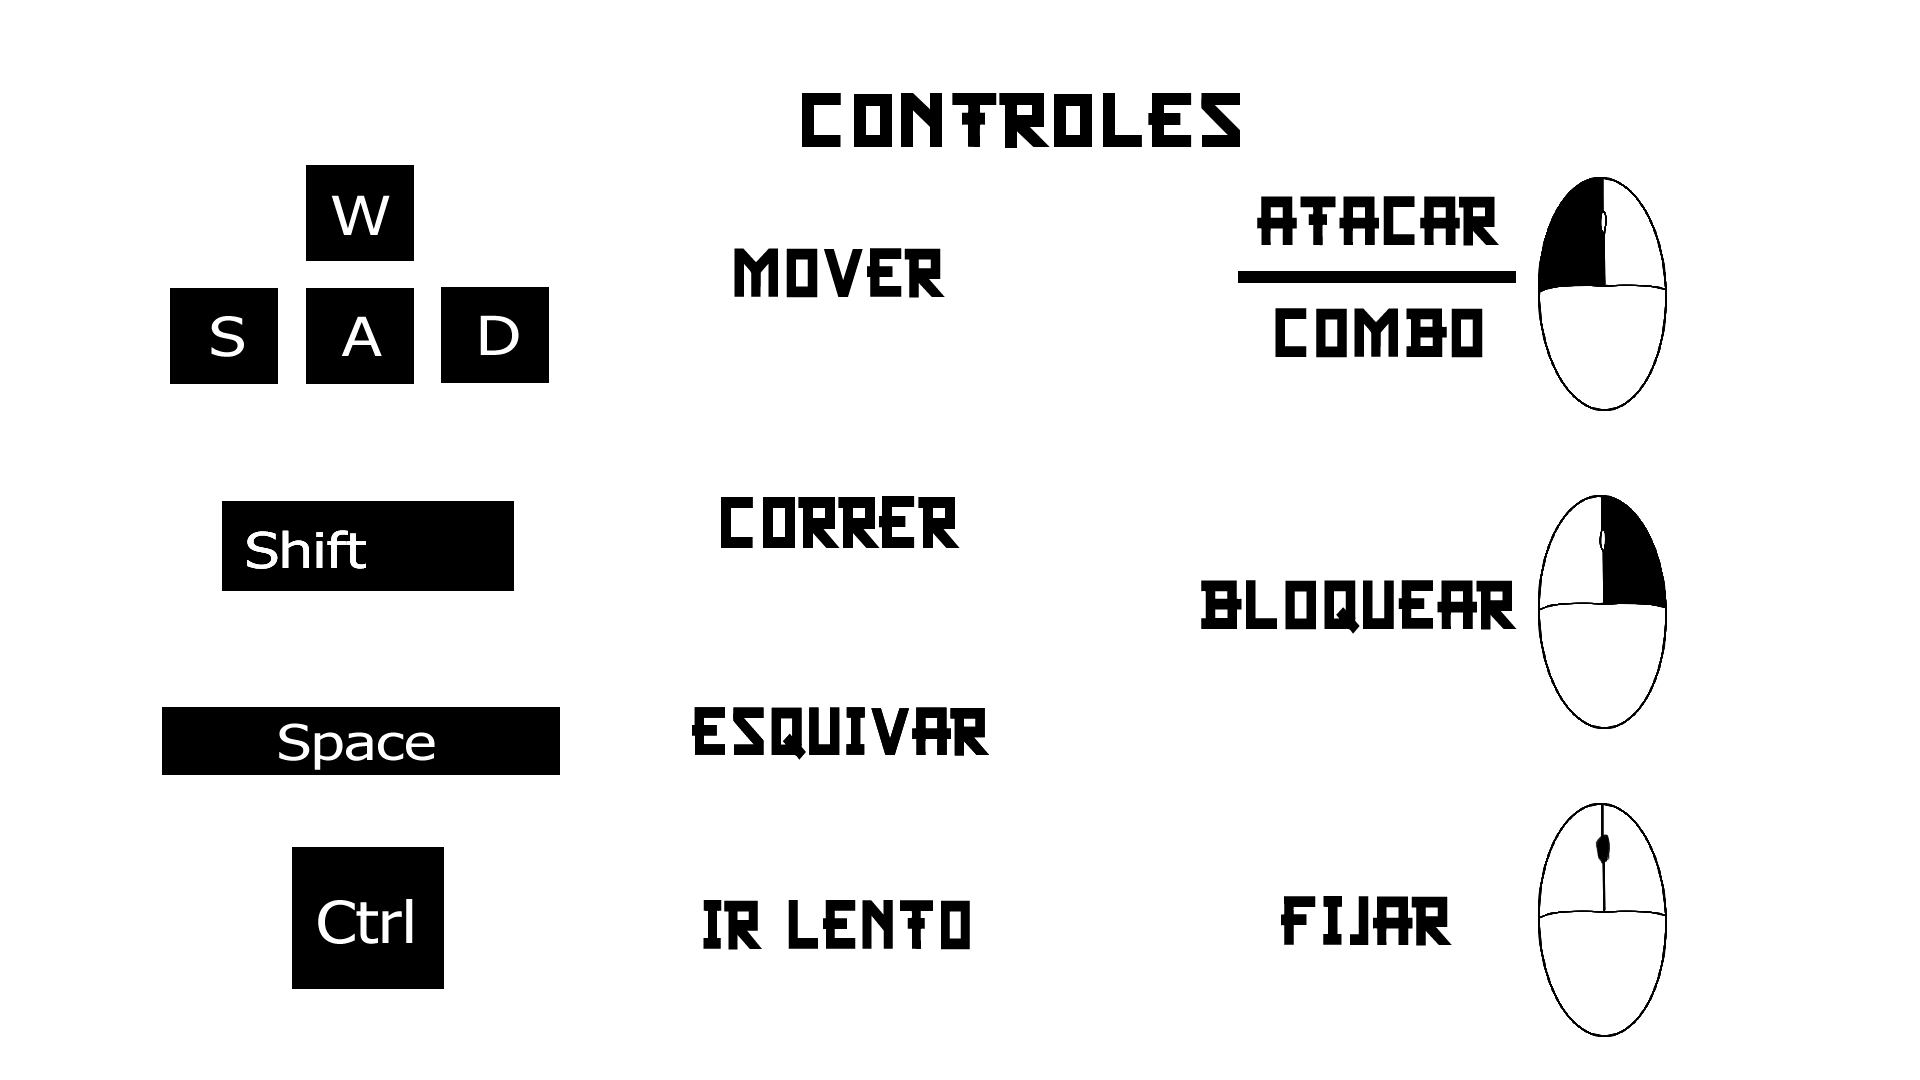 CONTROLES
W
S A D
MOVER
Shift
CORRER
Space
ESQUIVAR
Ctrl
IR LENTO
ATACAR
COMBO
BLOQUEAR
FIJAR